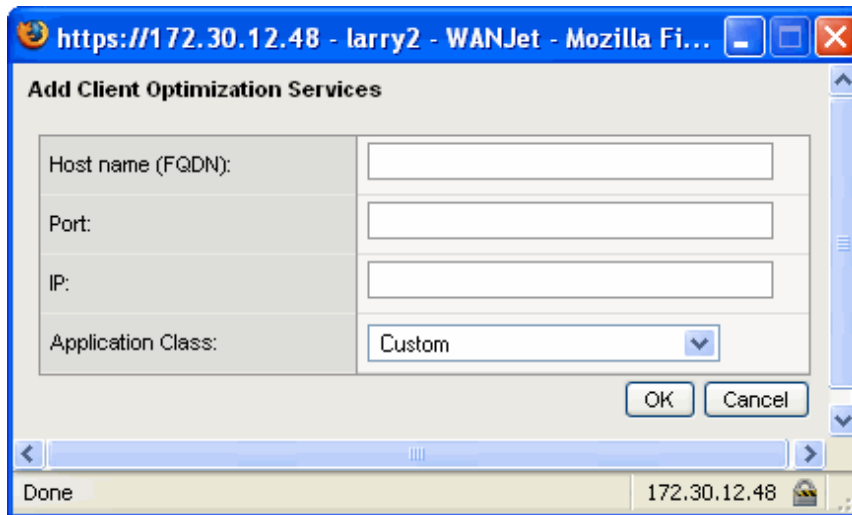 https://172.30.12.48 - larry2 - WANJet - Mozilla Fi...
Add Client Optimization Services
Host name (FQDN):
Port:
IP:
Application Class:
Custom
OK
Cancel
Done
172.30.12.48